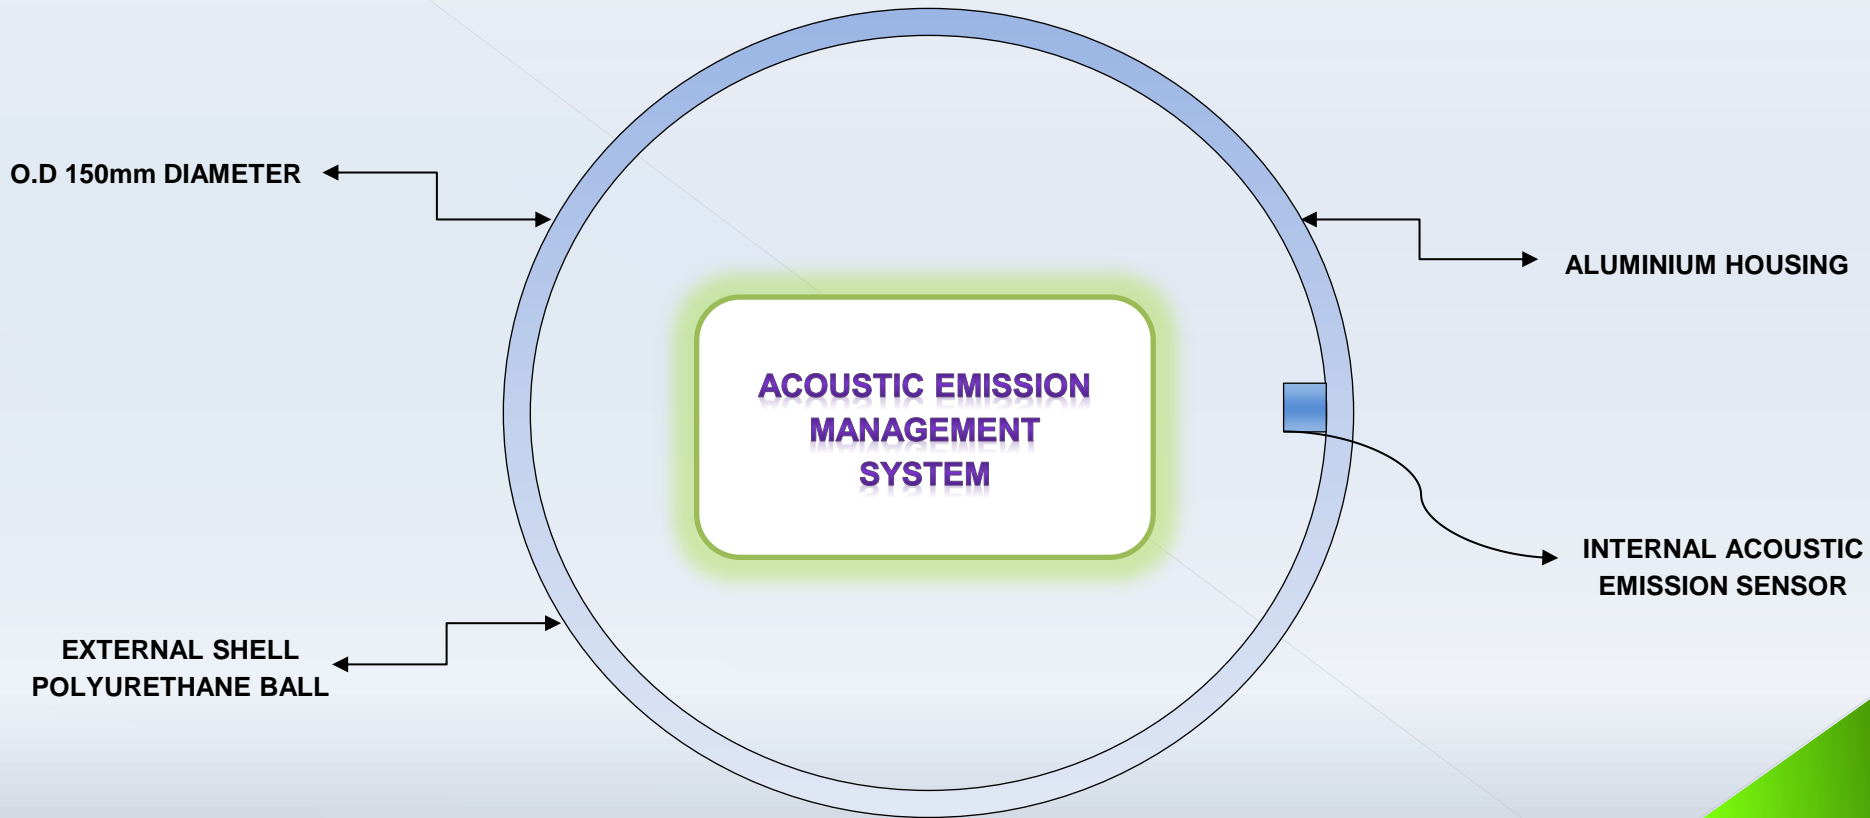 O.D 150mm DIAMETER
ALUMINIUM HOUSING
ACOUSTIC EMISSION
MANAGEMENT
SYSTEM
INTERNAL ACOUSTIC
EMISSION SENSOR
EXTERNAL SHELL
POLYURETHANE BALL